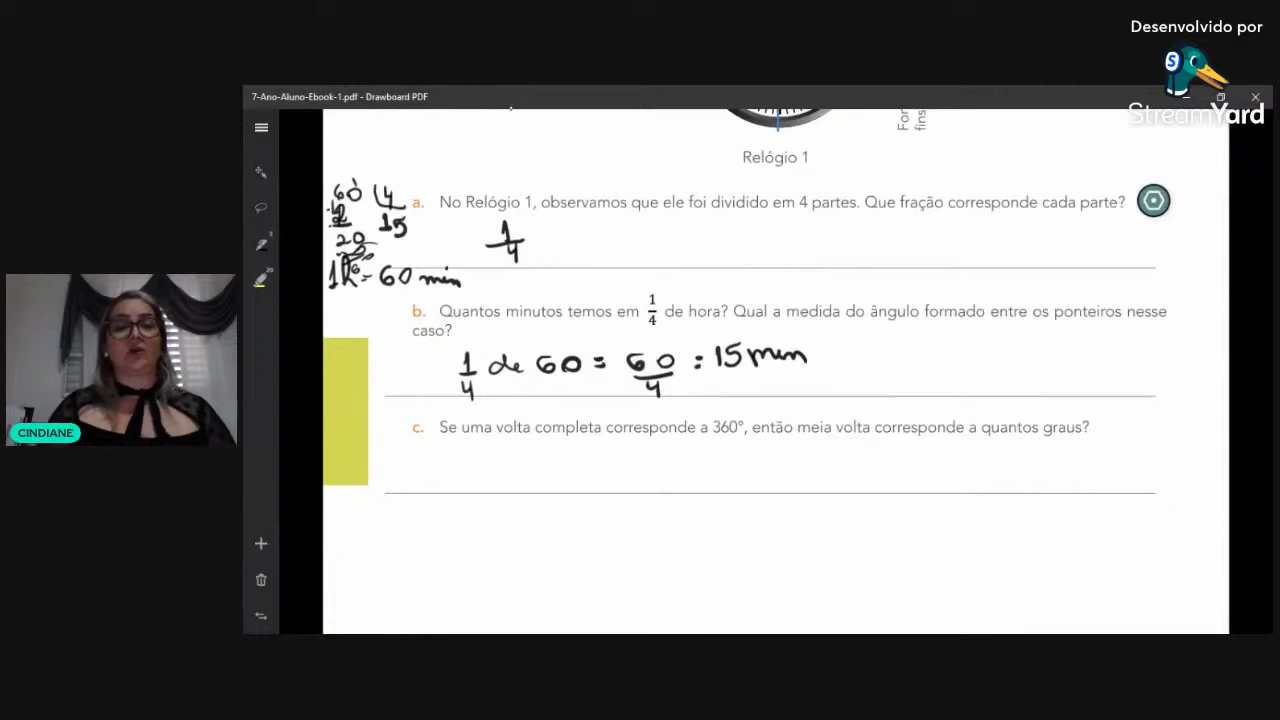 Desenvolvido por
StreamYard
7-Ano-Aluno-Ebook-1.pdf - Drawboard PDF
For
fins
Relógio 1
60 4
15
20
1h = 60 min
a. No Relógio 1, observamos que ele foi dividido em 4 partes. Que fração corresponde cada parte?
1/4
b. Quantos minutos temos em 1/4 de hora? Qual a medida do ângulo formado entre os ponteiros nesse
caso?
1/4 de 60 = 60/4 = 15 min
c. Se uma volta completa corresponde a 360°, então meia volta corresponde a quantos graus?
CINDIANE